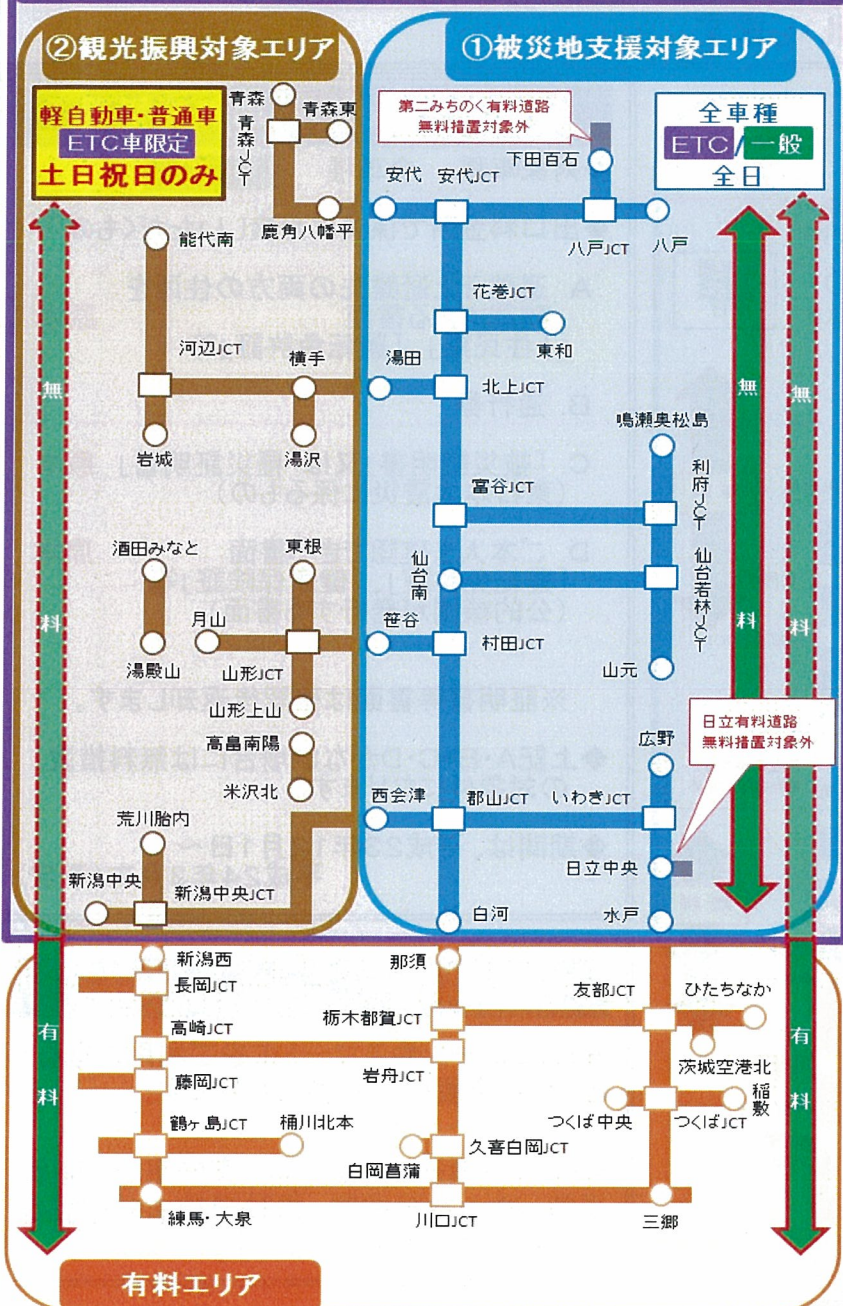 ②観光振興対象エリア
①被災地支援対象エリア
軽自動車・普通車
ETC車限定
土日祝日のみ
青森
青森東
青森JCT
鹿角八幡平
第二みちのく有料道路
無料措置対象外
全車種
ETC/一般
全日
下田百石
安代
安代JCT
八戸JCT
八戸
能代南
花巻JCT
東和
河辺JCT
横手
湯田
北上JCT
岩城
湯沢
鳴瀬奥松島
利府JCT
富谷JCT
無料
無料
無料
酒田みなと
東根
仙台南
仙台若林JCT
月山
笹谷
湯殿山
山形JCT
村田JCT
山元
山形上山
高畠南陽
米沢北
日立有料道路
無料措置対象外
広野
西会津
郡山JCT
いわきJCT
荒川胎内
日立中央
新潟中央
新潟中央JCT
白河
水戸
新潟西
那須
長岡JCT
友部JCT
ひたちなか
高崎JCT
栃木都賀JCT
有料
有料
岩舟JCT
茨城空港北
藤岡JCT
つくば中央
つくばJCT
稲敷
鶴ヶ島JCT
桶川北本
久喜白岡JCT
白岡菖蒲
練馬・大泉
川口JCT
三郷
有料エリア